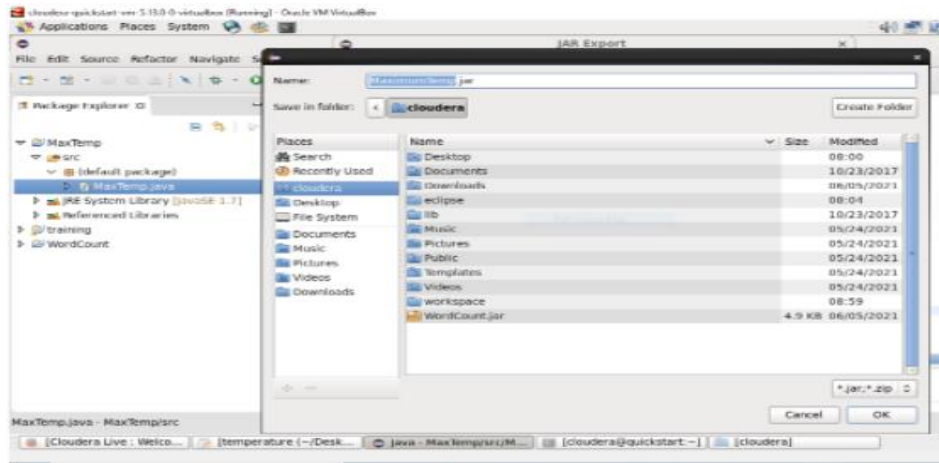 cloudera-quickstart-vm-5.13.0-0-virtualbox [Running] - Oracle VM VirtualBox
Applications Places System
JAR Export
File Edit Source Refactor Navigate
Name: MaximumTemp.jar
Package Explorer
Save in folder: cloudera Create Folder
MaxTemp
src
(default package)
MaxTemp.java
JRE System Library [JavaSE-1.7]
Referenced Libraries
training
WordCount
Places
Search
Recently Used
cloudera
Desktop
File System
Documents
Music
Pictures
Videos
Downloads
Name Size Modified
Desktop 08:00
Documents 10/23/2017
Downloads 06/05/2021
eclipse 08:04
lib 10/23/2017
Music 05/24/2021
Pictures 05/24/2021
Public 05/24/2021
Templates 05/24/2021
Videos 05/24/2021
workspace 08:59
WordCount.jar 4.9 KB 06/05/2021
*.jar;*.zip
Cancel OK
MaxTemp.java - MaxTemp/src
[Cloudera Live : Welco... [temperature (~/Desk... Java - MaxTemp/src/M... [cloudera@quickstart:~] [cloudera]